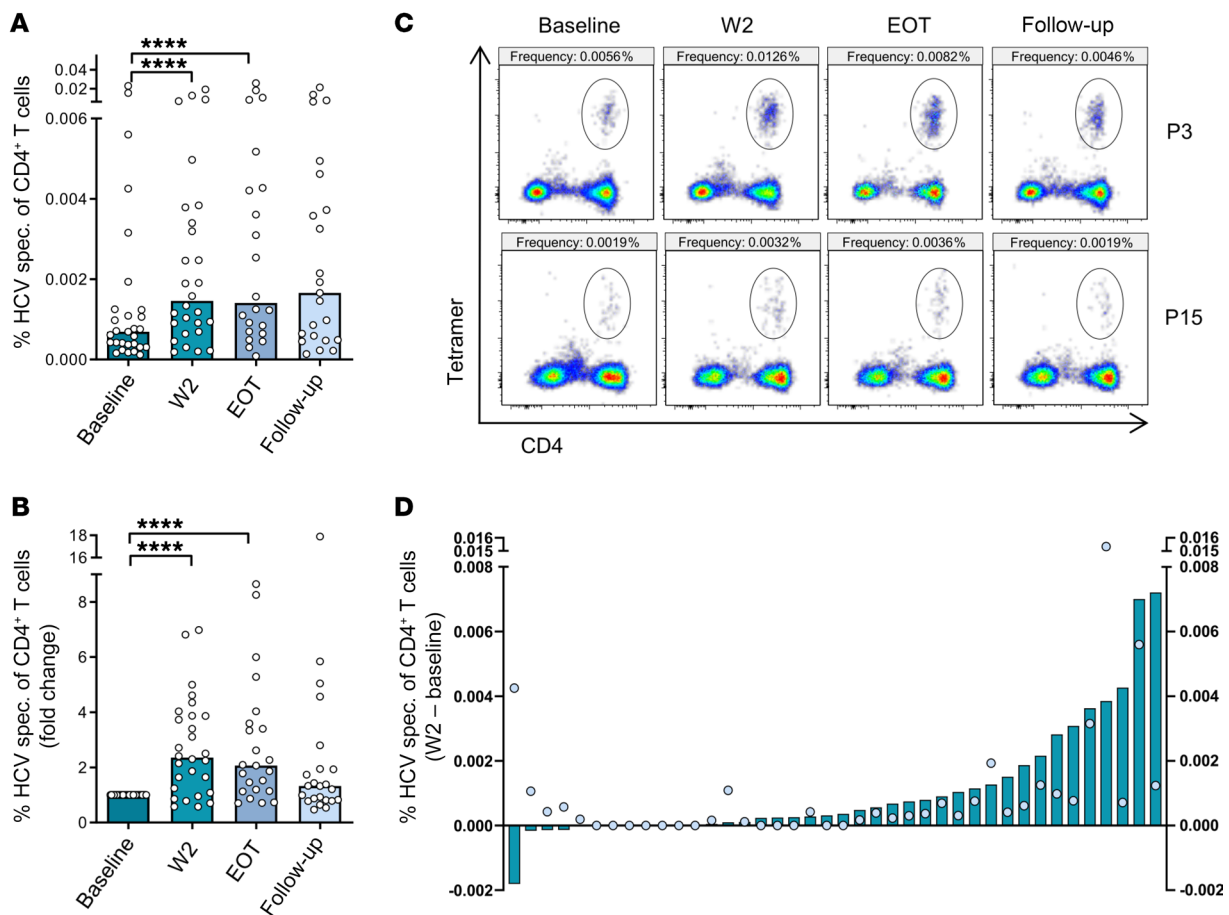 A
****
****
0.04
0.02
0.006
0.004
0.002
0.000
% HCV spec. of CD4+ T cells
Baseline
W2
EOT
Follow-up
C
Baseline
W2
EOT
Follow-up
Frequency: 0.0056%
Frequency: 0.0126%
Frequency: 0.0082%
Frequency: 0.0046%
P3
Frequency: 0.0019%
Frequency: 0.0032%
Frequency: 0.0036%
Frequency: 0.0019%
P15
Tetramer
CD4
B
****
****
18
16
8
6
4
2
0
% HCV spec. of CD4+ T cells
(fold change)
Baseline
W2
EOT
Follow-up
D
0.016
0.015
0.008
0.006
0.004
0.002
0.000
-0.002
% HCV spec. of CD4+ T cells
(W2 – baseline)
0.016
0.015
0.008
0.006
0.004
0.002
0.000
-0.002